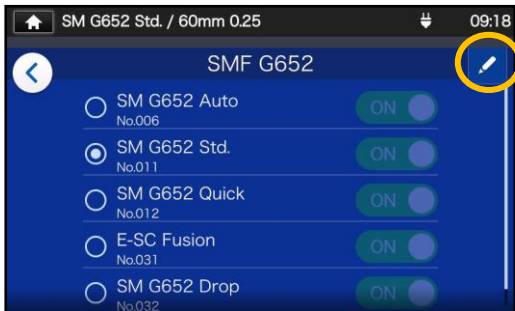 SM G652 Std. / 60mm 0.25 09:18
SMF G652
SM G652 Auto ON
No.006
SM G652 Std. ON
No.011
SM G652 Quick ON
No.012
E-SC Fusion ON
No.031
SM G652 Drop ON
No.032